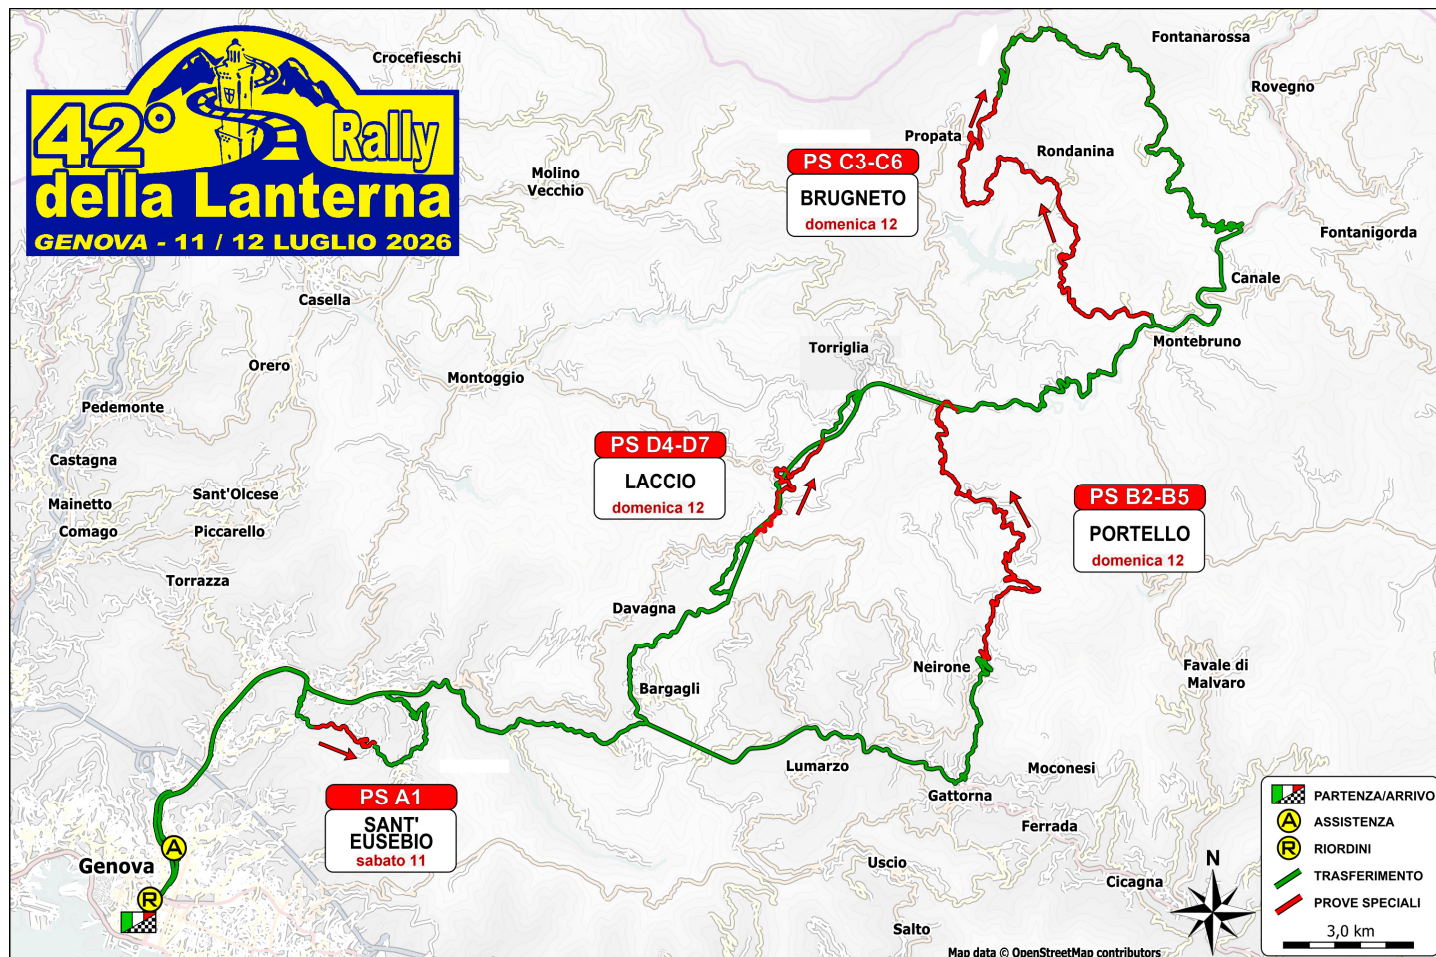 42° Rally
della Lanterna
GENOVA - 11 / 12 LUGLIO 2026
Crocefieschi
Fontanarossa
Rovegno
Propata
Rondanina
PS C3-C6
BRUGNETO
domenica 12
Molino
Vecchio
Fontanigorda
Canale
Casella
Montebruno
Torriglia
Orero
Montoggio
Pedemonte
PS D4-D7
LACCIO
domenica 12
Castagna
Sant'Olcese
Mainetto
Comago
Piccarello
PS B2-B5
PORTELLO
domenica 12
Torrazza
Davagna
Neirone
Favale di
Malvaro
Bargagli
Lumarzo
Moconesi
Gattorna
PS A1
SANT'
EUSEBIO
sabato 11
Ferrada
Genova
A
R
Uscio
Cicagna
Salto
N
PARTENZA/ARRIVO
A ASSISTENZA
R RIORDINI
TRASFERIMENTO
PROVE SPECIALI
3,0 km
Map data © OpenStreetMap contributors